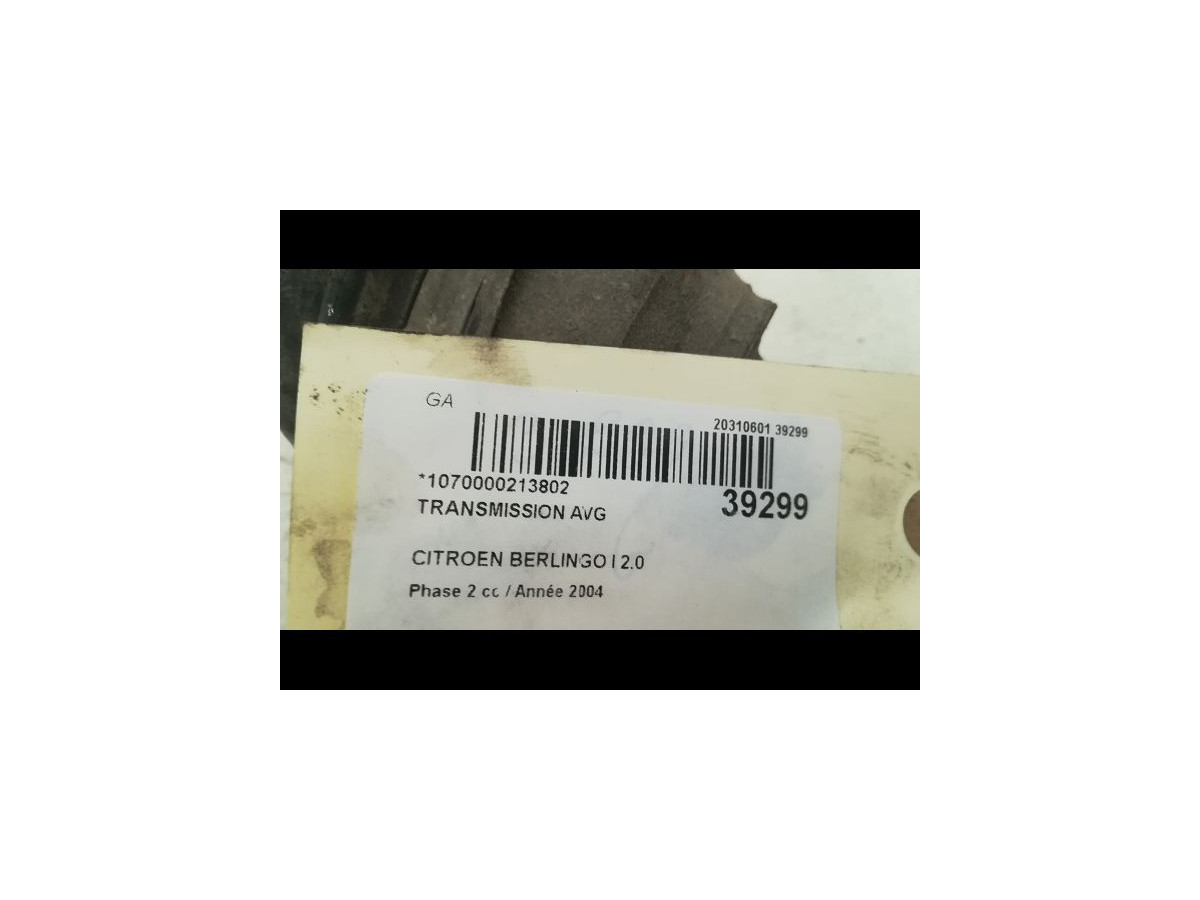 GA
20310601 39299
*1070000213802
39299
TRANSMISSION AVG
CITROEN BERLINGO I 2.0
Phase 2 cc / Année 2004